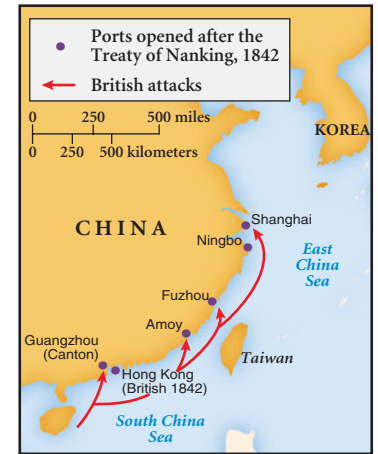 Ports opened after the
Treaty of Nanking, 1842
British attacks
0 250 500 miles
0 250 500 kilometers
KOREA
CHINA
Shanghai
Ningbo
East
China
Sea
Fuzhou
Amoy
Guangzhou
(Canton)
Taiwan
Hong Kong
(British 1842)
South China
Sea